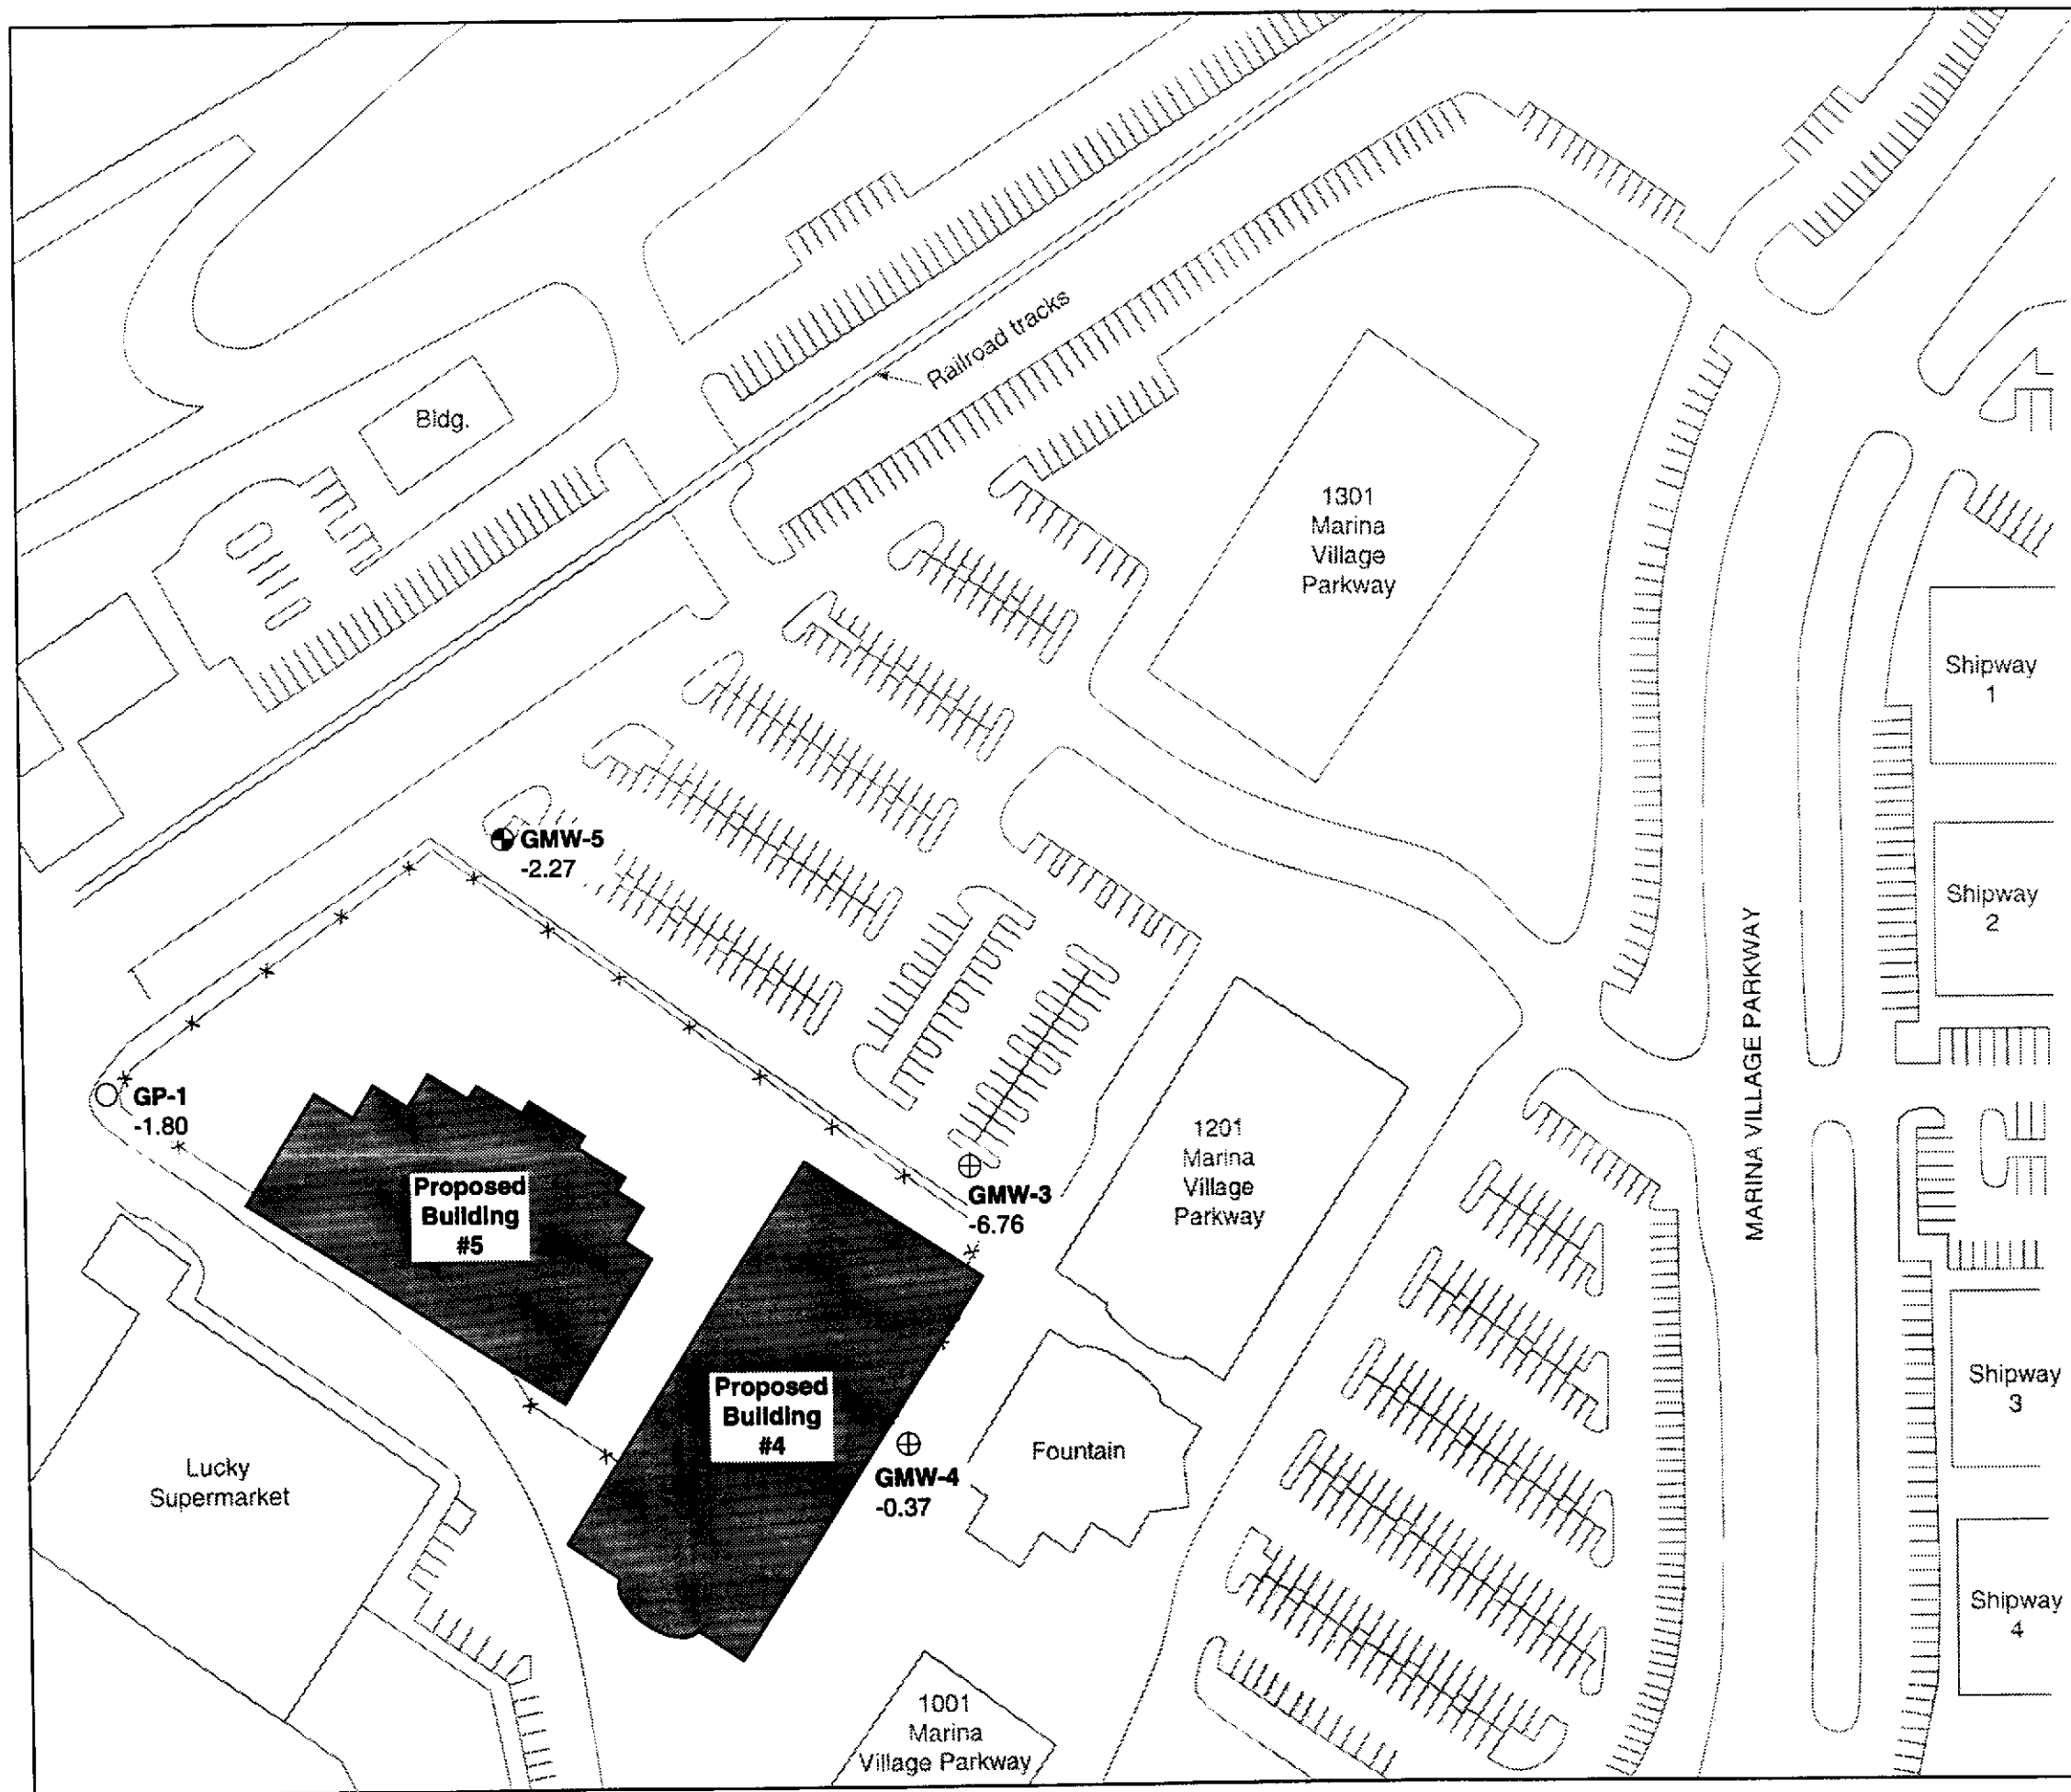 Railroad tracks
Bldg.
1301
Marina
Village
Parkway
Shipway
1
GMW-5
-2.27
Shipway
2
MARINA VILLAGE PARKWAY
GP-1
-1.80
1201
Marina
Village
Parkway
Proposed
Building
#5
GMW-3
-6.76
Proposed
Building
#4
Shipway
3
Fountain
Lucky
Supermarket
GMW-4
-0.37
Shipway
4
1001
Marina
Village Parkway